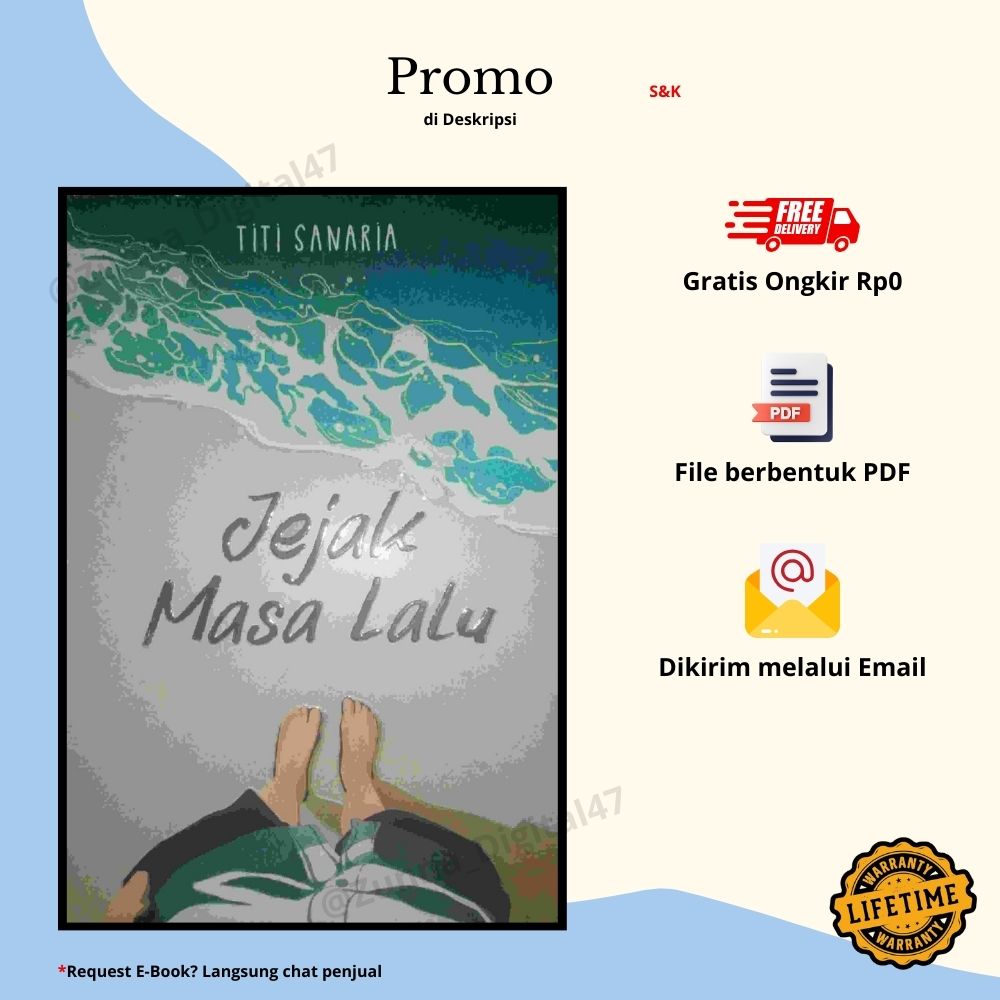 Promo
di Deskripsi
S&K
TITI SANARIA
Jejak
Masa Lalu
FREE
DELIVERY
Gratis Ongkir Rp0
PDF
File berbentuk PDF
@
Dikirim melalui Email
WARRANTY
LIFETIME
WARRANTY
*Request E-Book? Langsung chat penjual